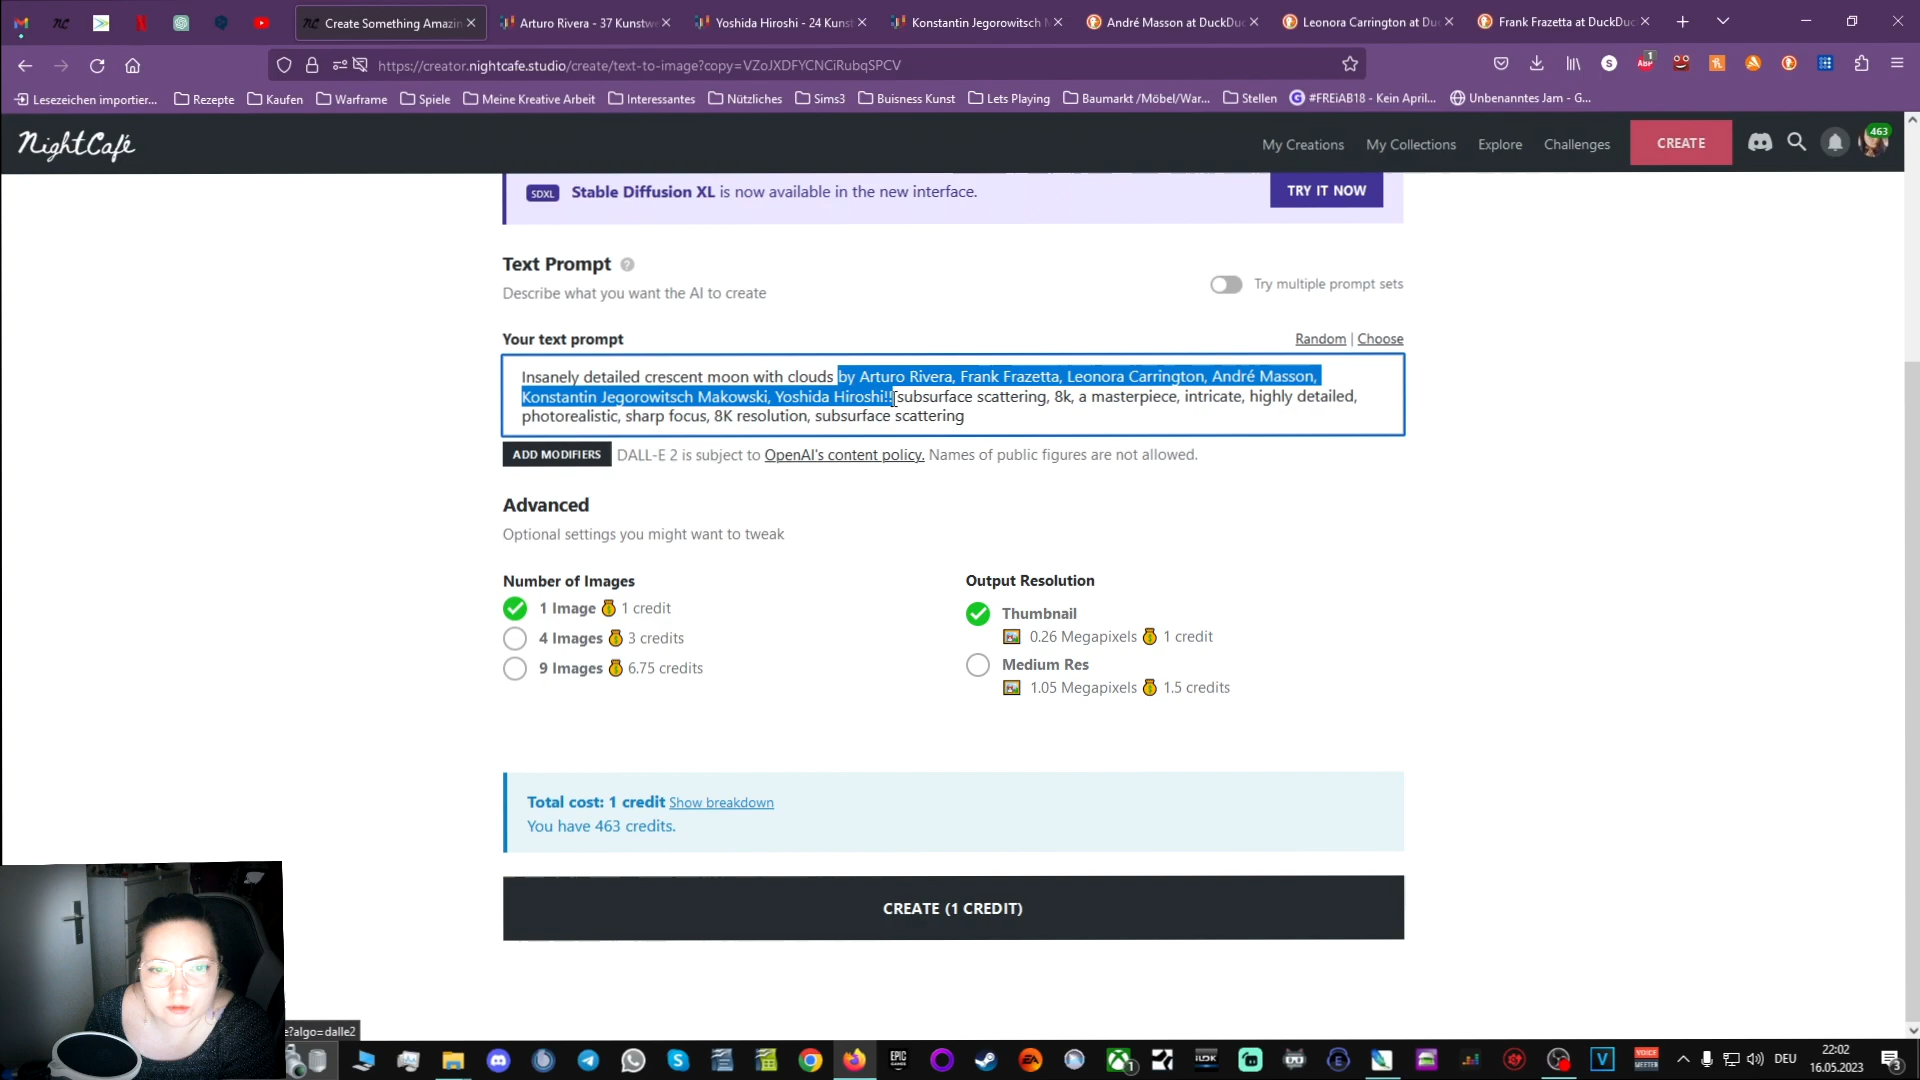 Create Something Amazin
Arturo Rivera - 37 Kunstwe
Yoshida Hiroshi - 24 Kunst
Konstantin Jegorowitsch M
André Masson at DuckDuc
Leonora Carrington at Du
Frank Frazetta at DuckDuc
https://creator.nightcafe.studio/create/text-to-image?copy=VZoJXDFYCNCiRubqSPCV
Lesezeichen importier...
Rezepte
Kaufen
Warframe
Spiele
Meine Kreative Arbeit
Interessantes
Nützliches
Sims3
Buisness Kunst
Lets Playing
Baumarkt /Möbel/War...
Stellen
#FREiAB18 - Kein April...
Unbenanntes Jam - G...
NightCafé
My Creations
My Collections
Explore
Challenges
CREATE
463
SDXL
Stable Diffusion XL is now available in the new interface.
TRY IT NOW
Text Prompt
Describe what you want the AI to create
Try multiple prompt sets
Your text prompt
Random | Choose
Insanely detailed crescent moon with clouds by Arturo Rivera, Frank Frazetta, Leonora Carrington, André Masson,
Konstantin Jegorowitsch Makowski, Yoshida Hiroshi!! subsurface scattering, 8k, a masterpiece, intricate, highly detailed,
photorealistic, sharp focus, 8K resolution, subsurface scattering
ADD MODIFIERS
DALL-E 2 is subject to OpenAI's content policy. Names of public figures are not allowed.
Advanced
Optional settings you might want to tweak
Number of Images
1 Image 1 credit
4 Images 3 credits
9 Images 6.75 credits
Output Resolution
Thumbnail
0.26 Megapixels 1 credit
Medium Res
1.05 Megapixels 1.5 credits
Total cost: 1 credit Show breakdown
You have 463 credits.
CREATE (1 CREDIT)
e?algo=dalle2
DEU
22:02
16.05.2023